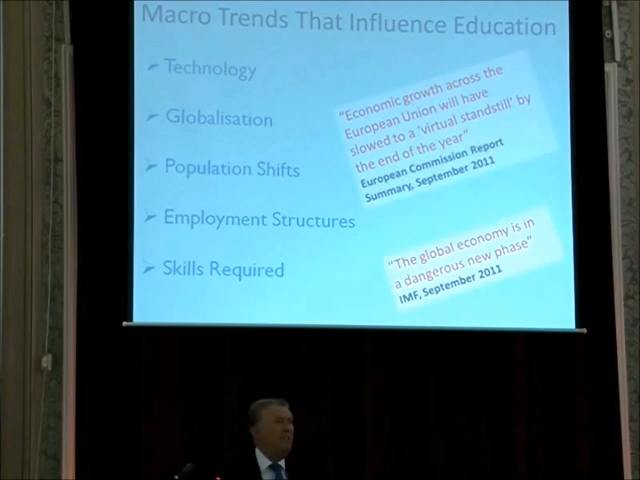 Macro Trends That Influence Education
Technology
Globalisation
Population Shifts
Employment Structures
Skills Required
"Economic growth across the
European Union will have
slowed to a 'virtual standstill' by
the end of the year"
European Commission Report
Summary, September 2011
"The global economy is in
a dangerous new phase"
IMF, September 2011